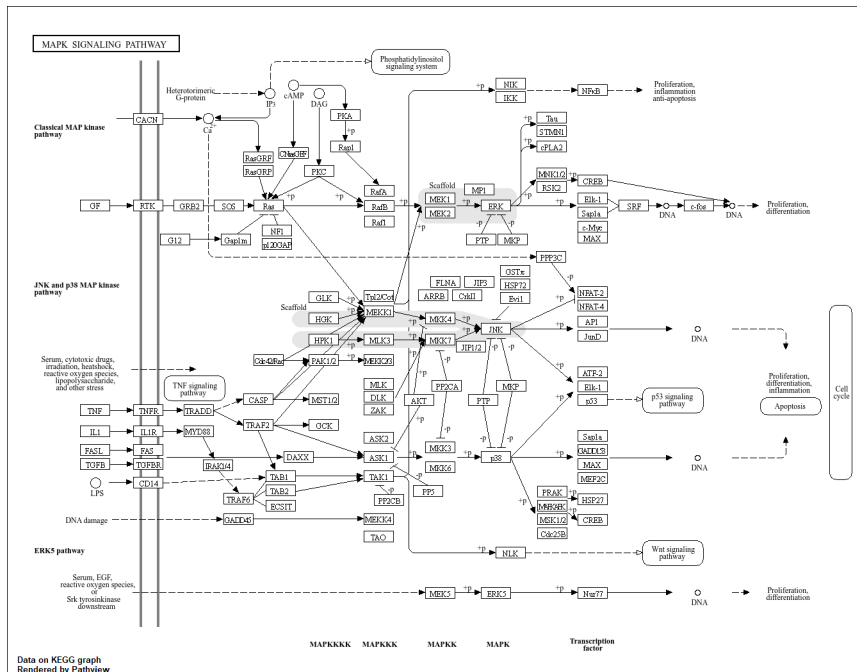 MAPK SIGNALING PATHWAY
Phosphatidylinositol
signaling system
Heterotorimeric
G-protein
IP3
cAMP
DAG
NIK
IKK
NFκB
Proliferation,
inflammation
anti-apoptosis
Classical MAP kinase
pathway
CACN
Ca2+
PKA
+p
Rap1
Tau
STMN1
cPLA2
RasGRF
RasGRP
CNasGEF
PKC
RafA
RafB
Raf1
Scaffold
MP1
MEK1
MEK2
ERK
MNK1/2
RSK2
CREB
GF
RTK
GRB2
SOS
Ras
Elk-1
Sap1a
c-Myc
MAX
SRF
DNA
c-fos
DNA
Proliferation,
differentiation
G12
Gap1m
NF1
p120GAP
PTP
MKP
PPP3C
JNK and p38 MAP kinase
pathway
Scaffold
GLK
HGK
HPK1
Tpl2/Cot
MEKK1
MLK3
FLNA
JIP3
ARRB
CrkII
GSTπ
HSP72
Evi1
NFAT-2
NFAT-4
MKK4
MKK7
JNK
JIP1/2
AP1
JunD
DNA
Cell
cycle
Serum, cytotoxic drugs,
irradiation, heatshock,
reactive oxygen species,
lipopolysaccharide,
and other stress
Cdc42/Rac
PAK1/2
MEKK2/3
TNF signaling
pathway
CASP
MST1/2
MLK
DLK
ZAK
AKT
PP2CA
PTP
MKP
ATF-2
Elk-1
p53
p53 signaling
pathway
Proliferation,
differentiation,
inflammation
Apoptosis
TNF
TNFR
TRADD
TRAF2
GCK
IL1
IL1R
MYD88
ASK2
ASK1
MKK3
MKK6
p38
Sap1a
GADD153
MAX
MEF2C
DNA
FASL
FAS
DAXX
TGFB
TGFBR
IRAK1/4
LPS
CD14
TAB1
TAB2
ECSIT
TAK1
TRAF6
PP2CB
PP5
PRAK
MAPKAPK
MSK1/2
Cdc25B
HSP27
CREB
DNA damage
GADD45
MEKK4
TAO
ERK5 pathway
NLK
Wnt signaling
pathway
Serum, EGF,
reactive oxygen species,
or
Srk tyrosinkinase
downstream
MEK5
ERK5
Nur77
DNA
Proliferation,
differentiation
MAPKKKK
MAPKKK
MAPKK
MAPK
Transcription
factor
Data on KEGG graph
Rendered by Pathview